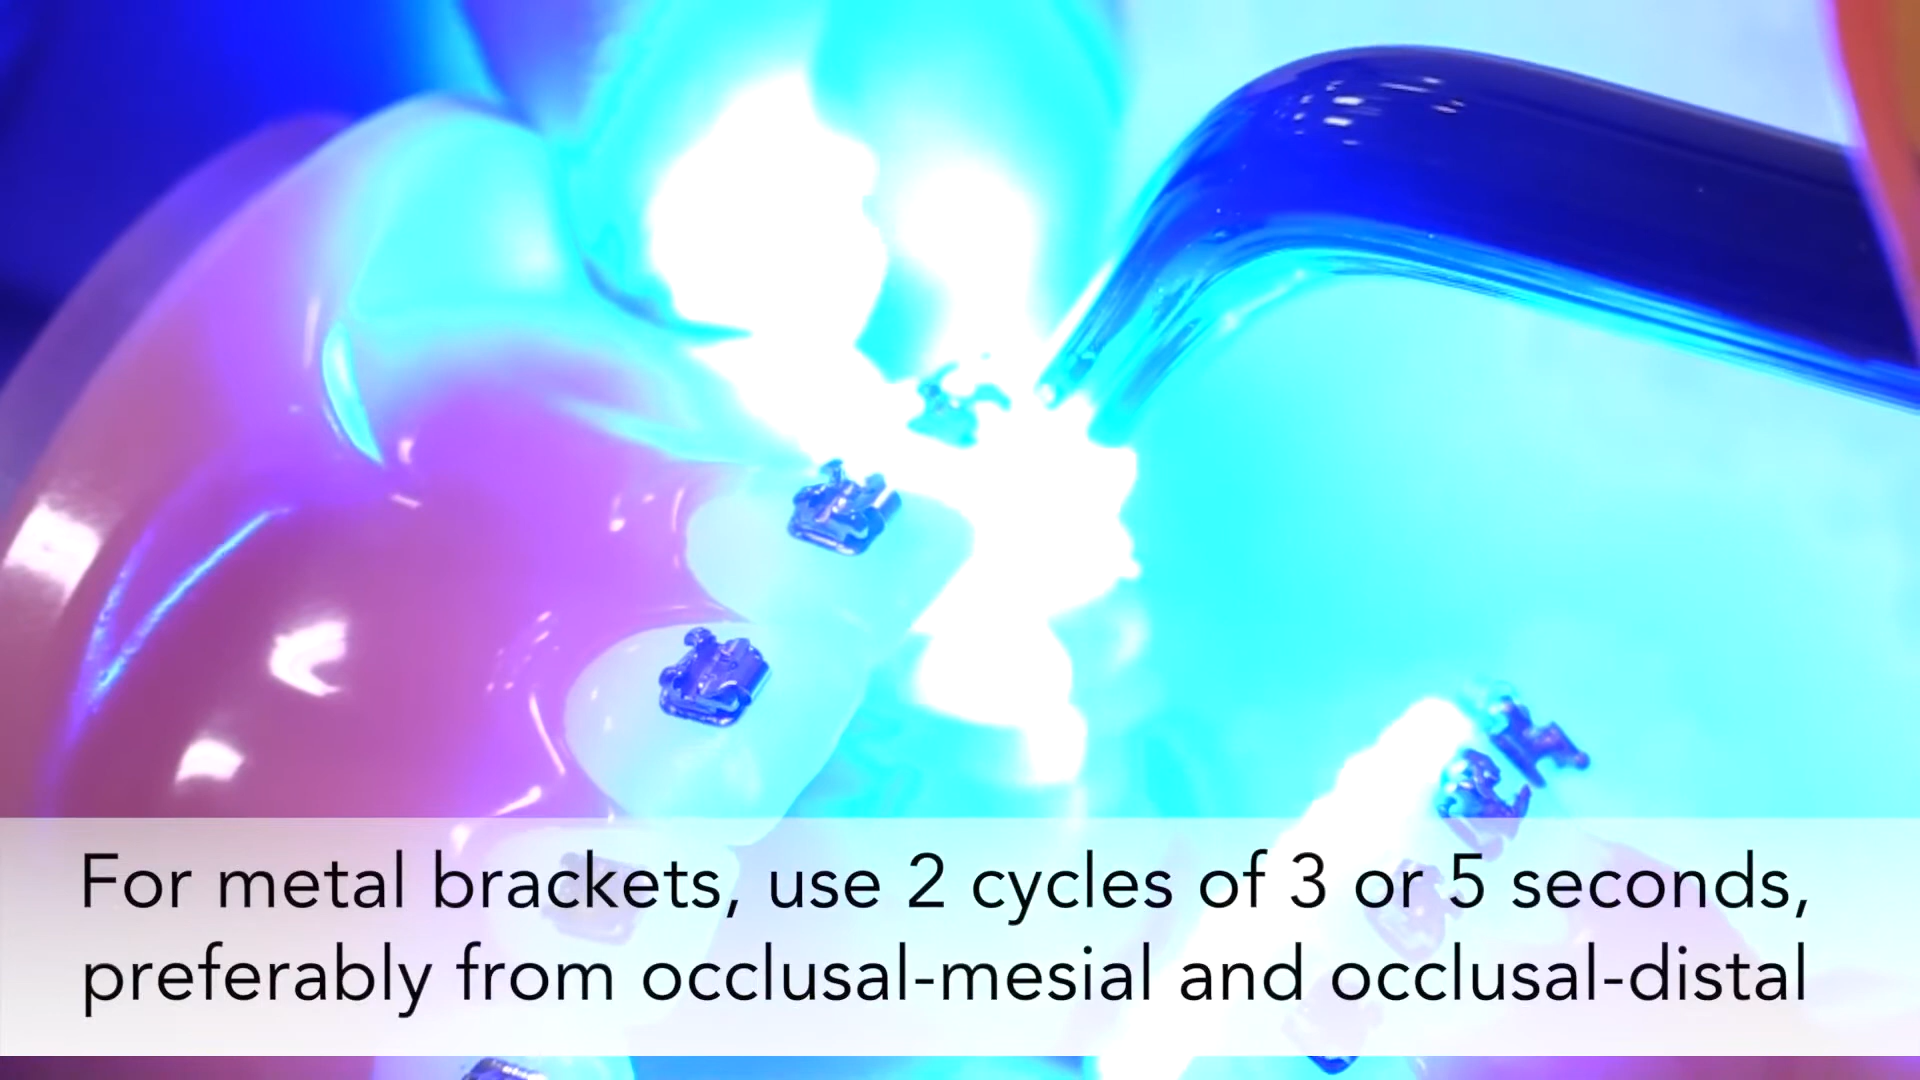 For metal brackets, use 2 cycles of 3 or 5 seconds,
preferably from occlusal-mesial and occlusal-distal